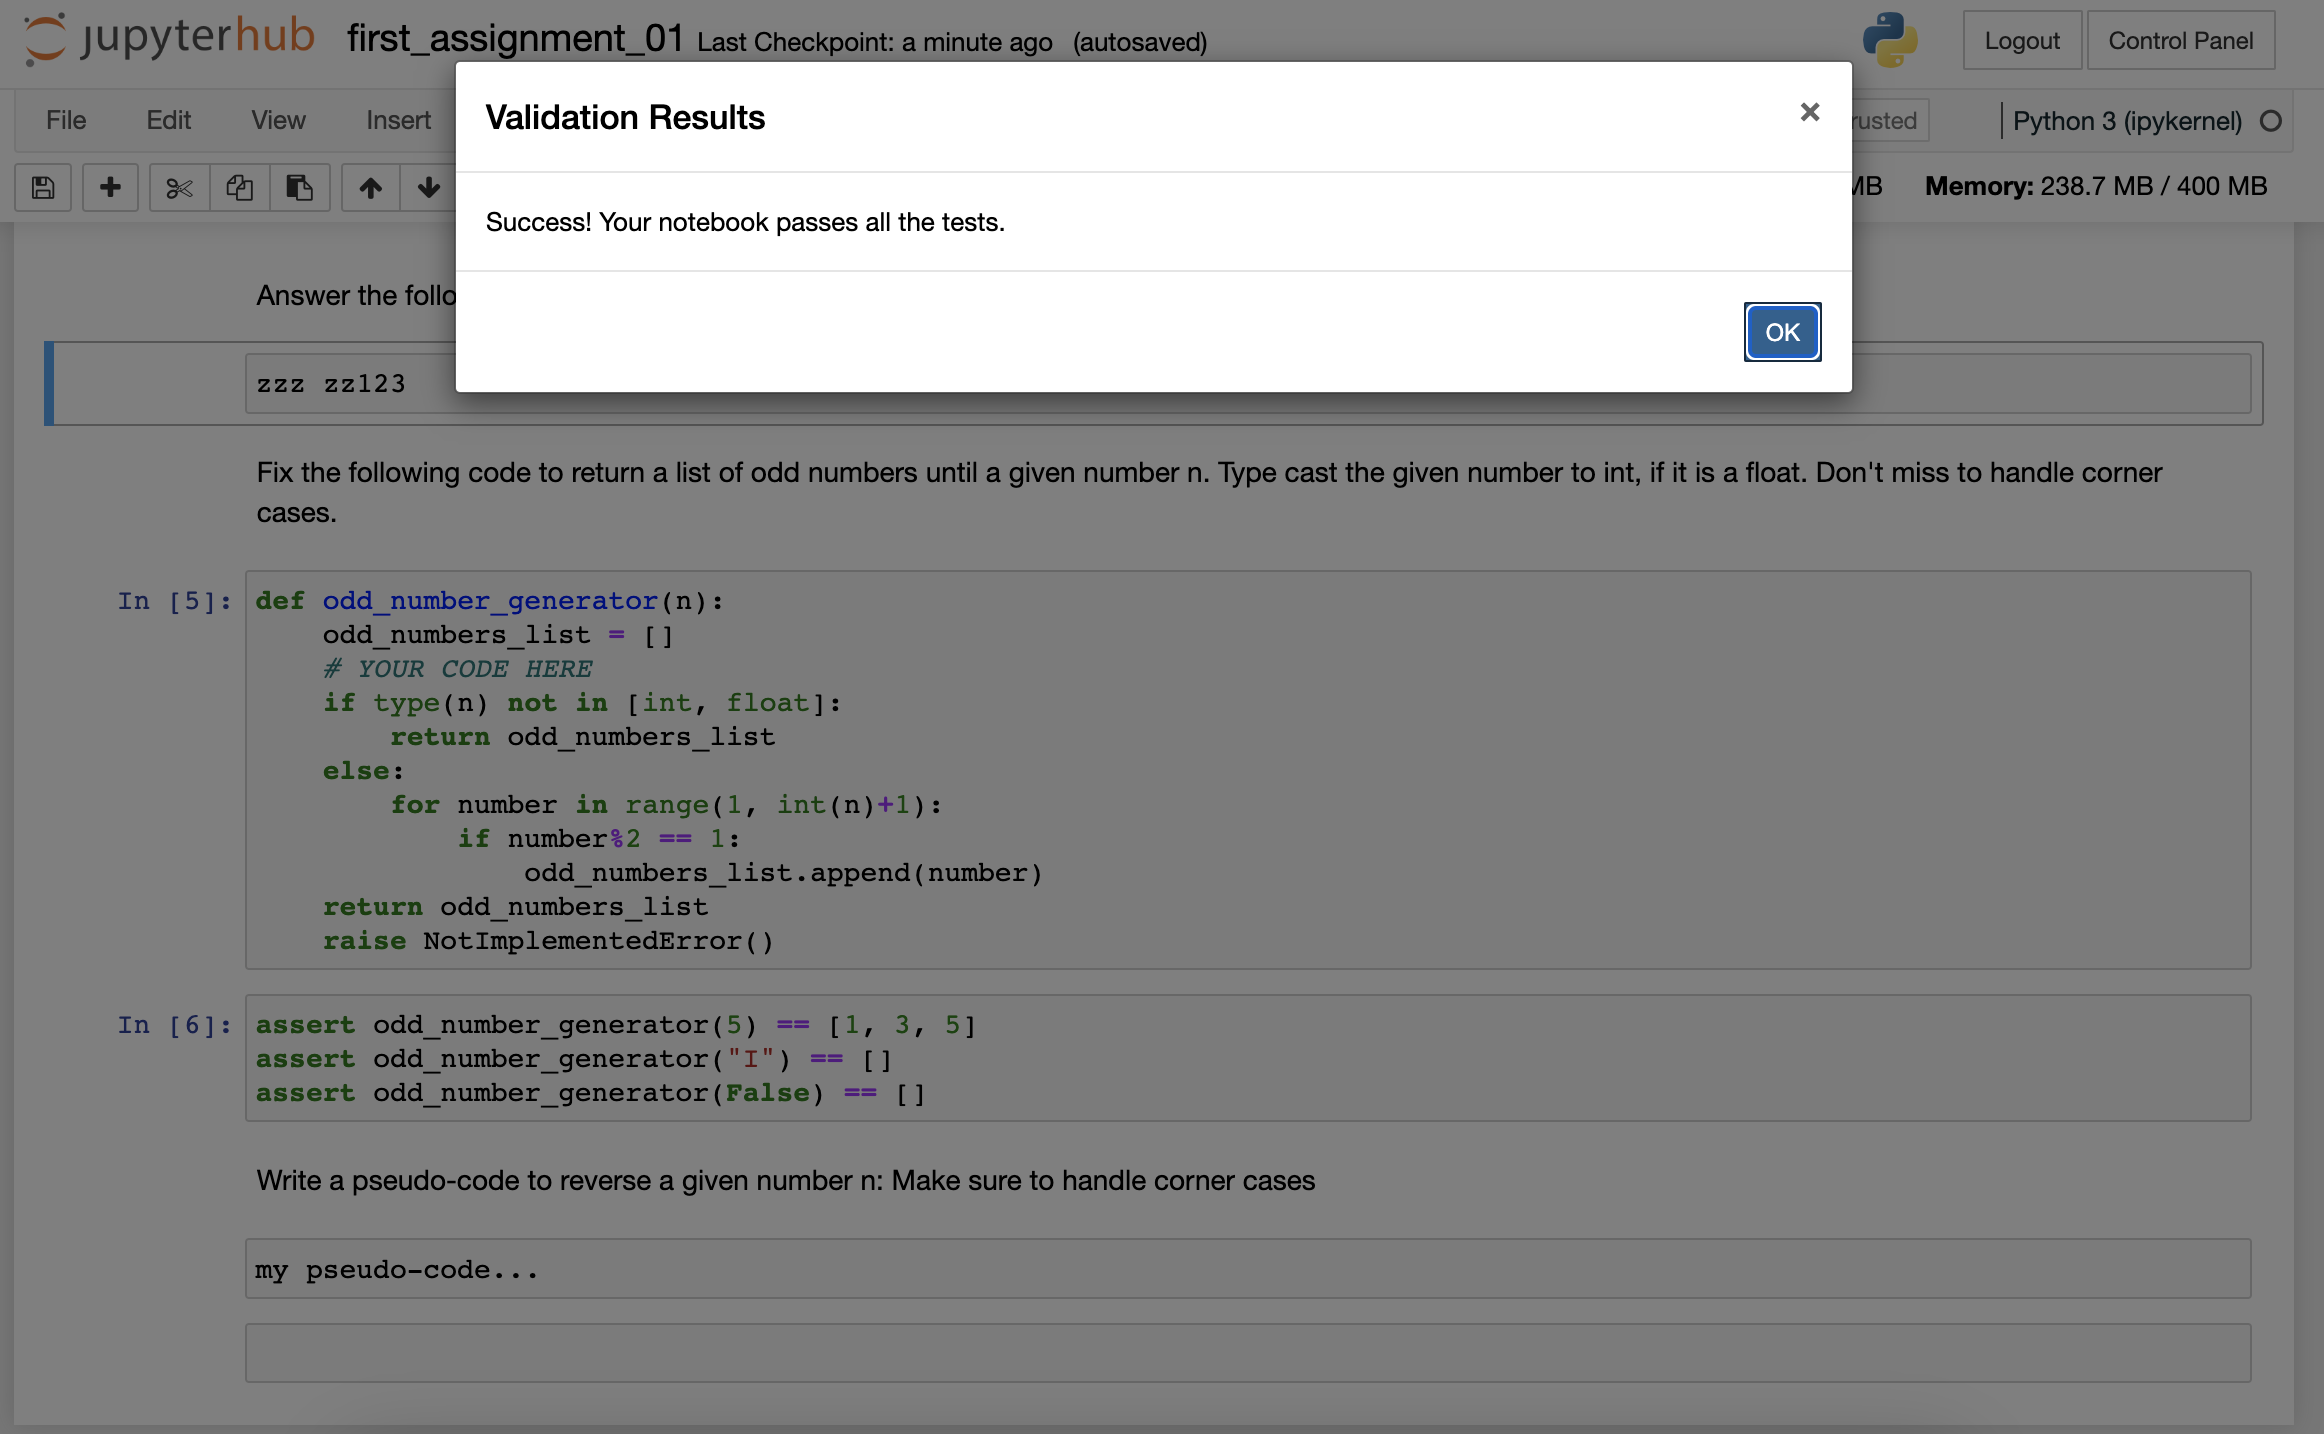 jupyterhub first_assignment_01 Last Checkpoint: a minute ago (autosaved)
Logout Control Panel
File Edit View Insert
Python 3 (ipykernel)
Memory: 238.7 MB / 400 MB
Validation Results
Success! Your notebook passes all the tests.
OK
Answer the
zzz zz123
Fix the following code to return a list of odd numbers until a given number n. Type cast the given number to int, if it is a float. Don't miss to handle corner
cases.
In [5]: def odd_number_generator(n):
    odd_numbers_list = []
    # YOUR CODE HERE
    if type(n) not in [int, float]:
        return odd_numbers_list
    else:
        for number in range(1, int(n)+1):
            if number%2 == 1:
                odd_numbers_list.append(number)
    return odd_numbers_list
    raise NotImplementedError()
In [6]: assert odd_number_generator(5) == [1, 3, 5]
assert odd_number_generator("I") == []
assert odd_number_generator(False) == []
Write a pseudo-code to reverse a given number n: Make sure to handle corner cases
my pseudo-code...